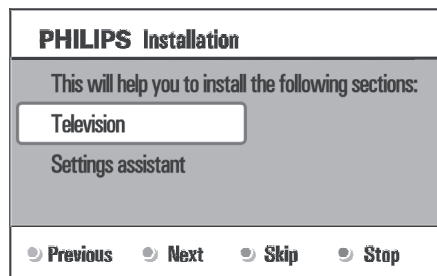 PHILIPS Installation
This will help you to install the following sections:
Television
Settings assistant
Previous Next Skip Stop